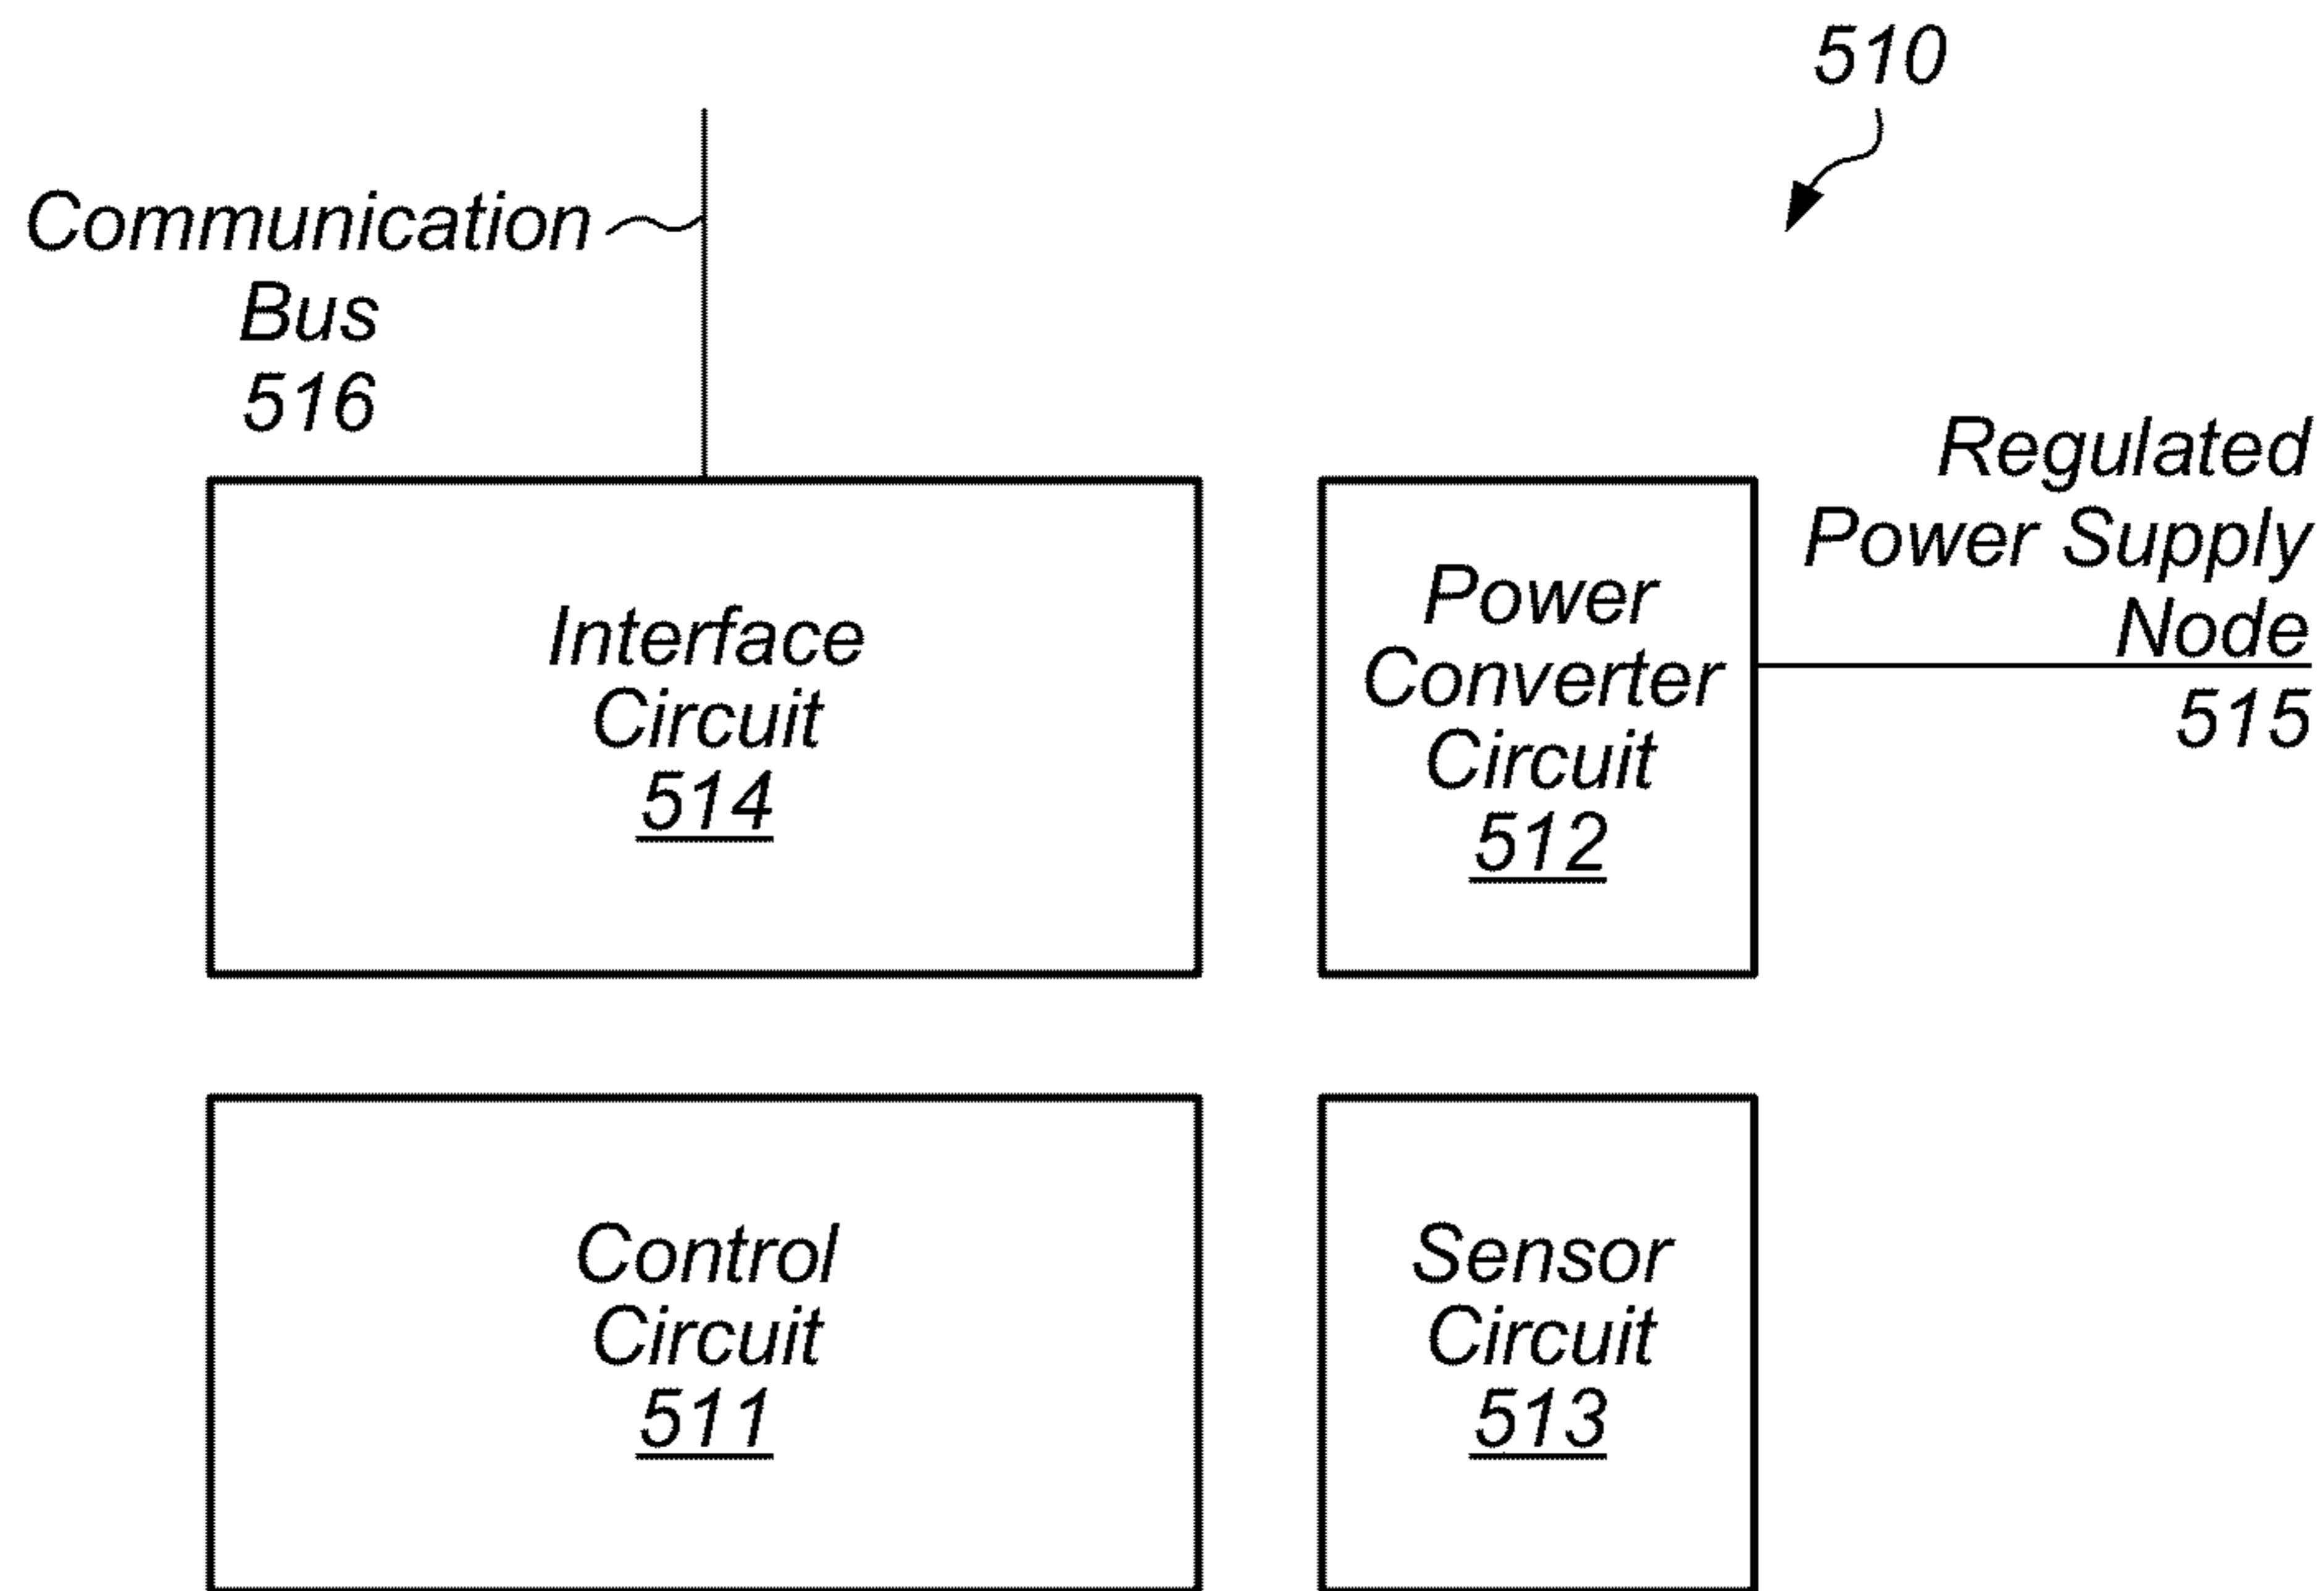 510
Communication
Bus
516
Regulated
Power Supply
Node
515
Interface
Circuit
514
Power
Converter
Circuit
512
Control
Circuit
511
Sensor
Circuit
513